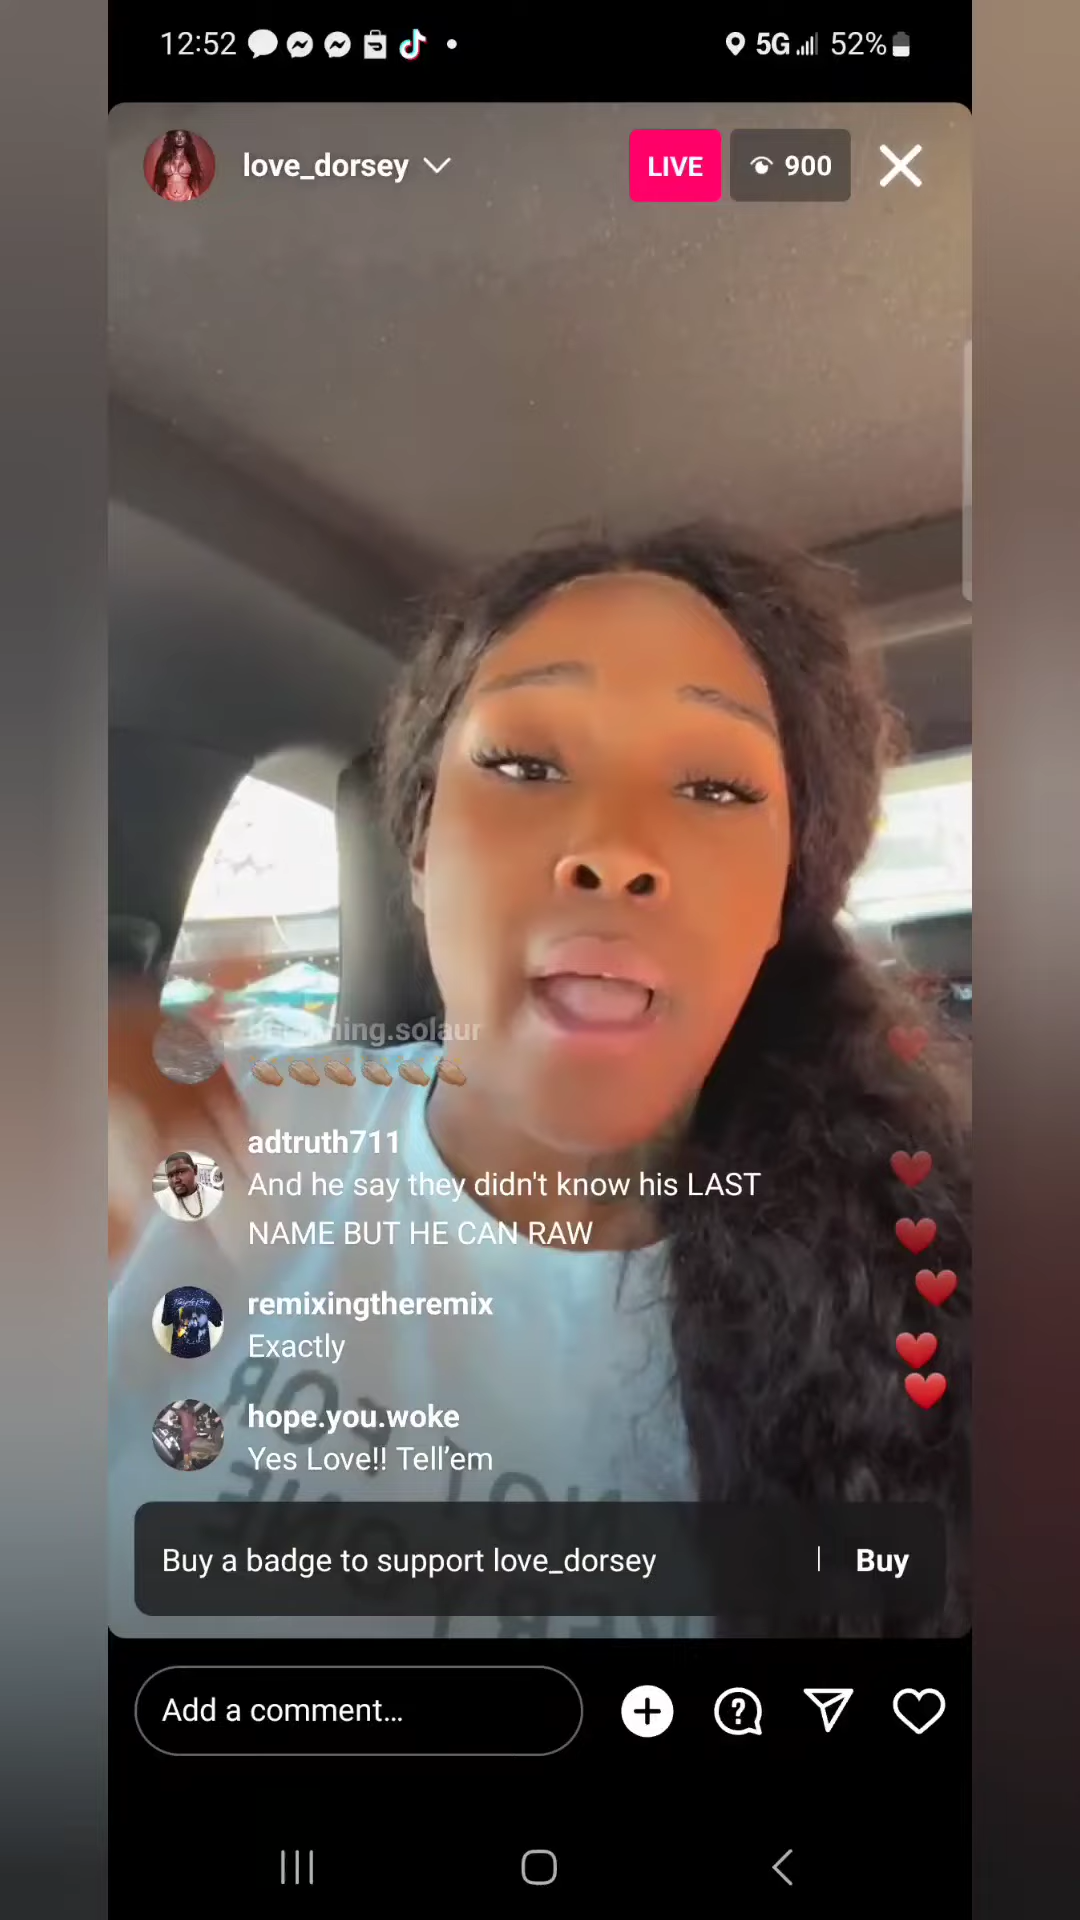 12:52
5G 52%
love_dorsey
LIVE
900
👏🏽👏🏽👏🏽👏🏽👏🏽👏🏽
adtruth711
And he say they didn't know his LAST
NAME BUT HE CAN RAW
remixingtheremix
Exactly
hope.you.woke
Yes Love!! Tell'em
FOR
NOT
Buy a badge to support love_dorsey | Buy
Add a comment...